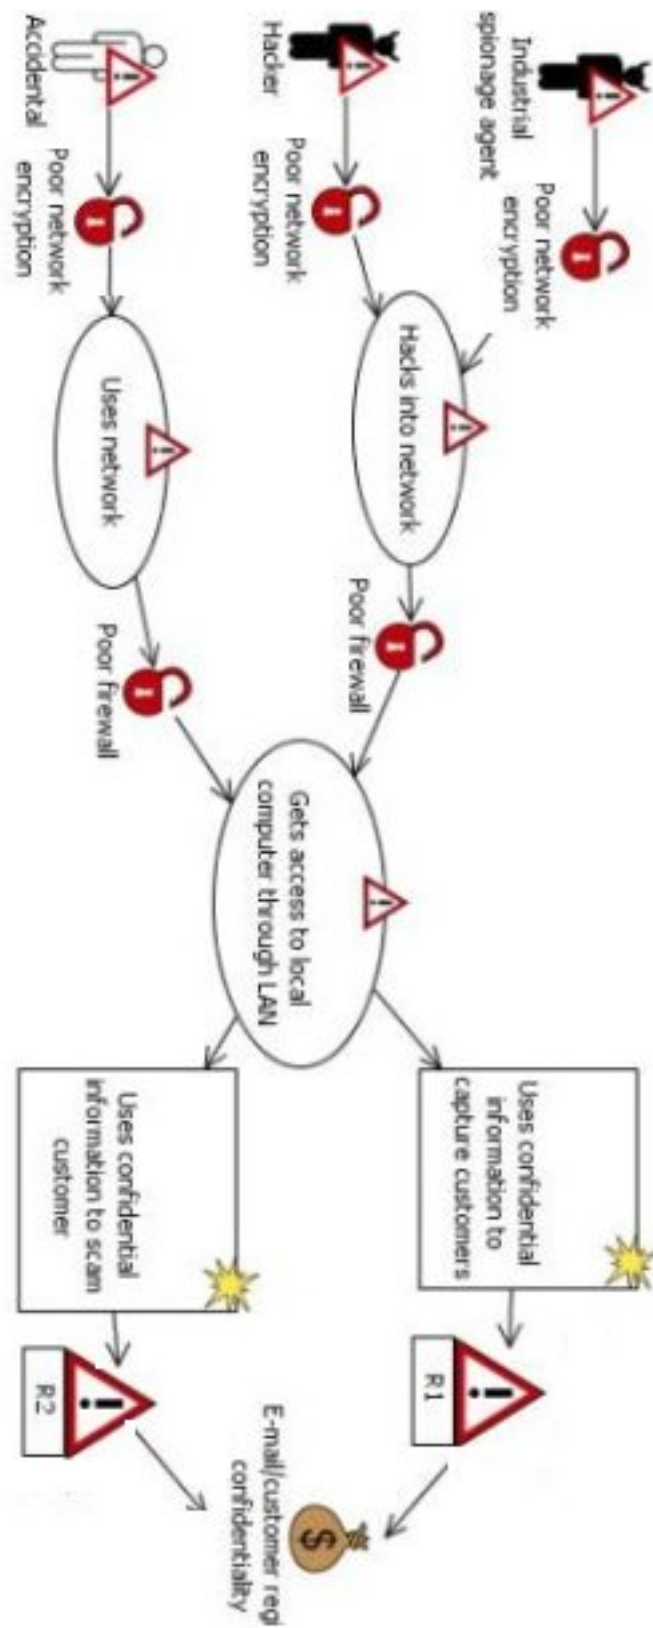 Industrial
spionage agent
Poor network
encryption
Hacker
Poor network
encryption
Hacks into network
Poor firewall
Accidental
Poor network
encryption
Uses network
Poor firewall
Gets access to local
computer through LAN
Uses confidential
information to
capture customers
R1
Uses confidential
information to scam
customer
R2
E-mail/customer regi
confidentiality
$